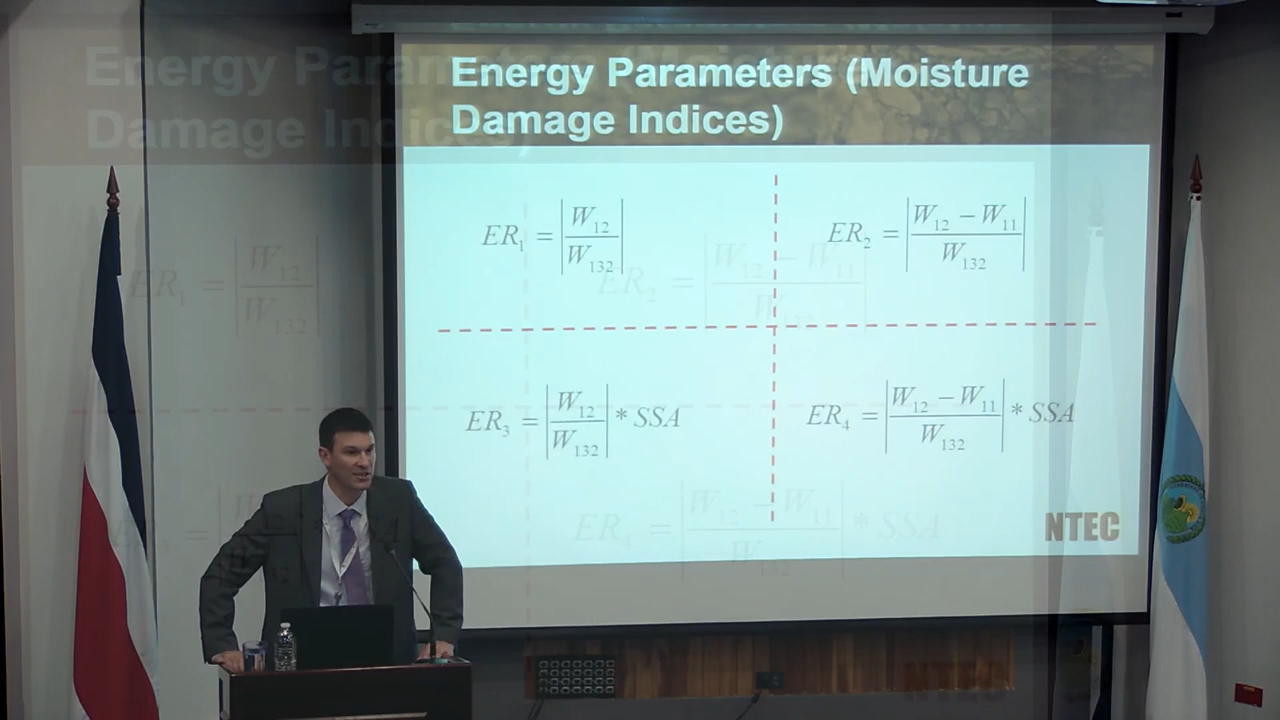 Energy Parameters (Moisture
Damage Indices)
ER₁ = |W₁₂ / W₁₃₂|
ER₂ = |(W₁₂ − W₁₁) / W₁₃₂|
ER₃ = |W₁₂ / W₁₃₂| * SSA
ER₄ = |(W₁₂ − W₁₁) / W₁₃₂| * SSA
NTEC